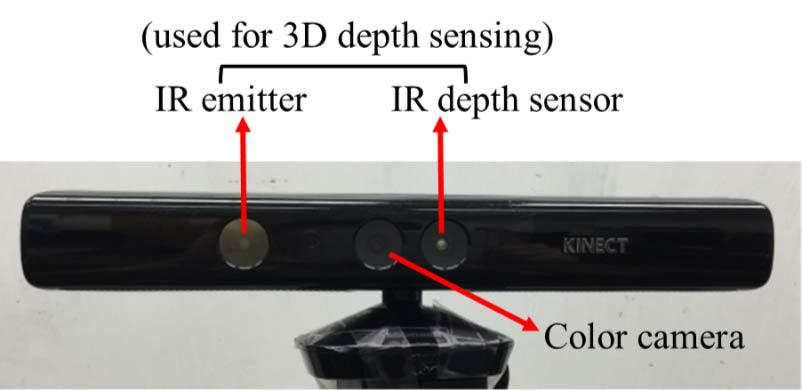 (used for 3D depth sensing)
IR emitter
IR depth sensor
KINECT
Color camera